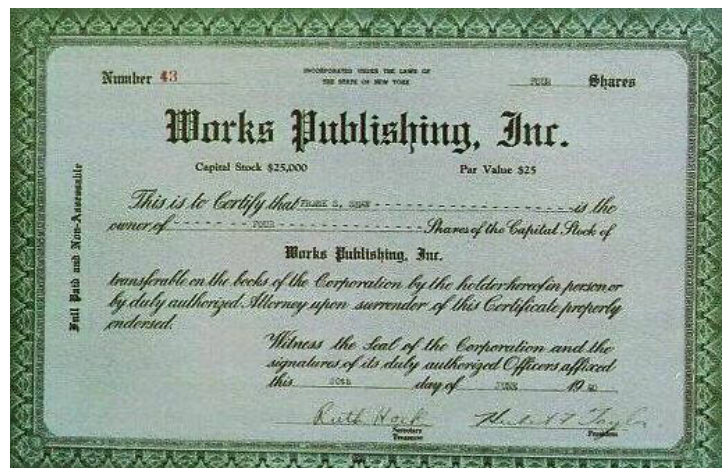 Number 43
INCORPORATED UNDER THE LAWS OF
THE STATE OF NEW YORK
FOUR Shares
Works Publishing, Inc.
Capital Stock $25,000 Par Value $25
Full Paid and Non-Assessable
This is to Certify that FRANK S. SHAW is the
owner of FOUR Shares of the Capital Stock of
Works Publishing, Inc.
transferable on the books of the Corporation by the holder hereof in person or
by duly authorized Attorney upon surrender of this Certificate properly
endorsed.
Witness the Seal of the Corporation and the
signatures of its duly authorized Officers affixed
this 20th day of JUNE 1940
Ruth Hock
Secretary
Treasurer
President